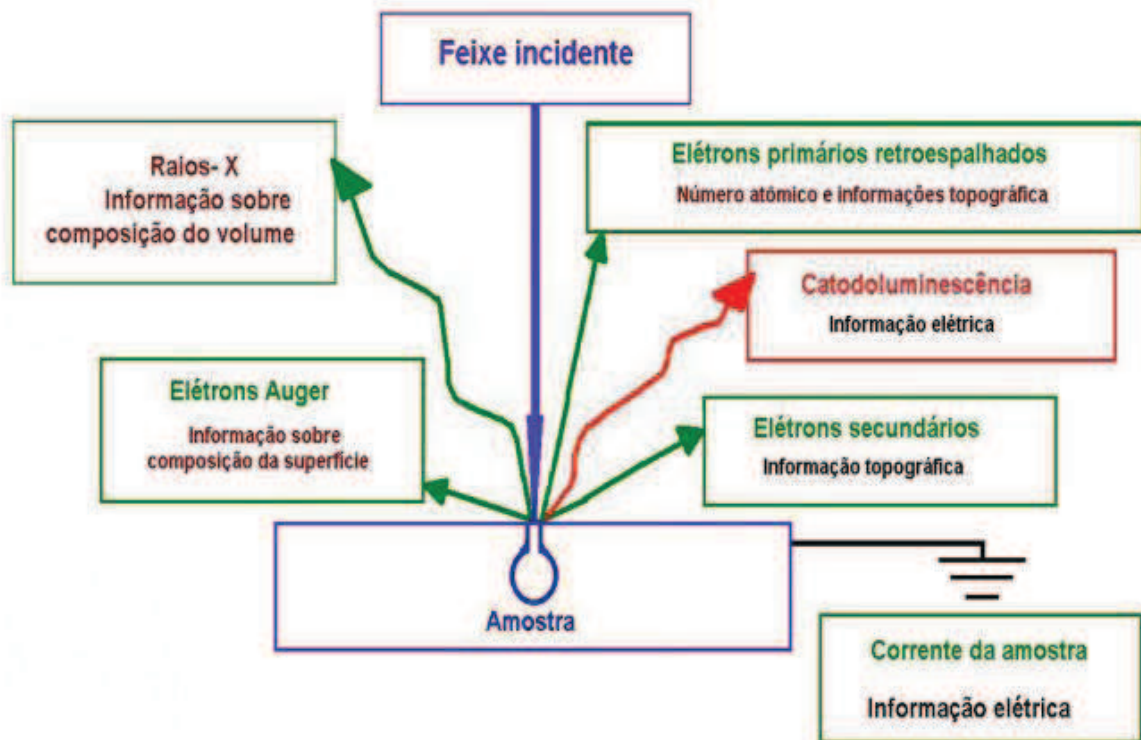 Feixe incidente
Raios- X
Informação sobre
composição do volume
Elétrons primários retroespalhados
Número atômico e informações topográfica
Catodoluminescência
Informação elétrica
Elétrons Auger
Informação sobre
composição da superfície
Elétrons secundários
Informação topográfica
Amostra
Corrente da amostra
Informação elétrica